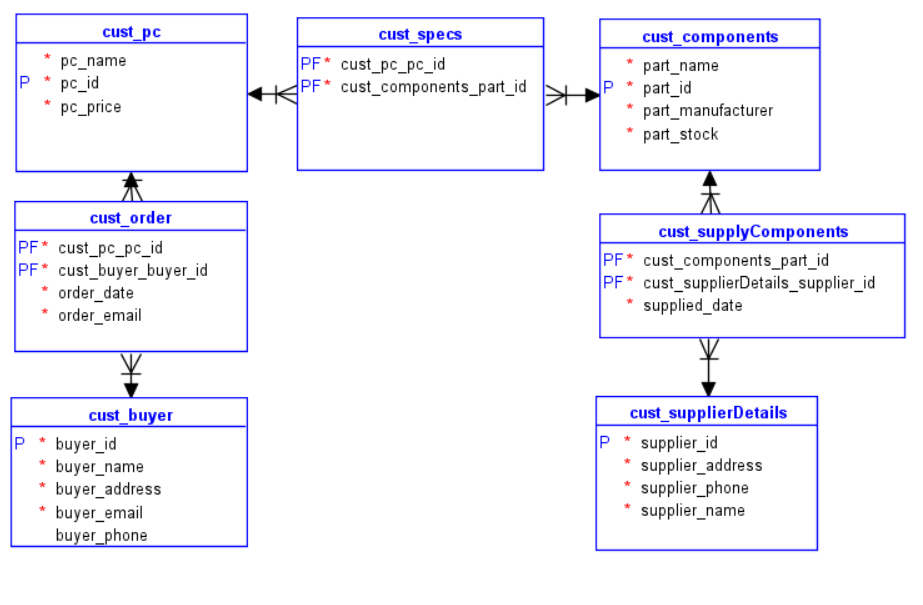 cust_pc
* pc_name
P * pc_id
* pc_price
cust_specs
PF * cust_pc_pc_id
PF * cust_components_part_id
cust_components
* part_name
P * part_id
* part_manufacturer
* part_stock
cust_order
PF * cust_pc_pc_id
PF * cust_buyer_buyer_id
* order_date
* order_email
cust_supplyComponents
PF * cust_components_part_id
PF * cust_supplierDetails_supplier_id
* supplied_date
cust_buyer
P * buyer_id
* buyer_name
* buyer_address
* buyer_email
buyer_phone
cust_supplierDetails
P * supplier_id
* supplier_address
* supplier_phone
* supplier_name